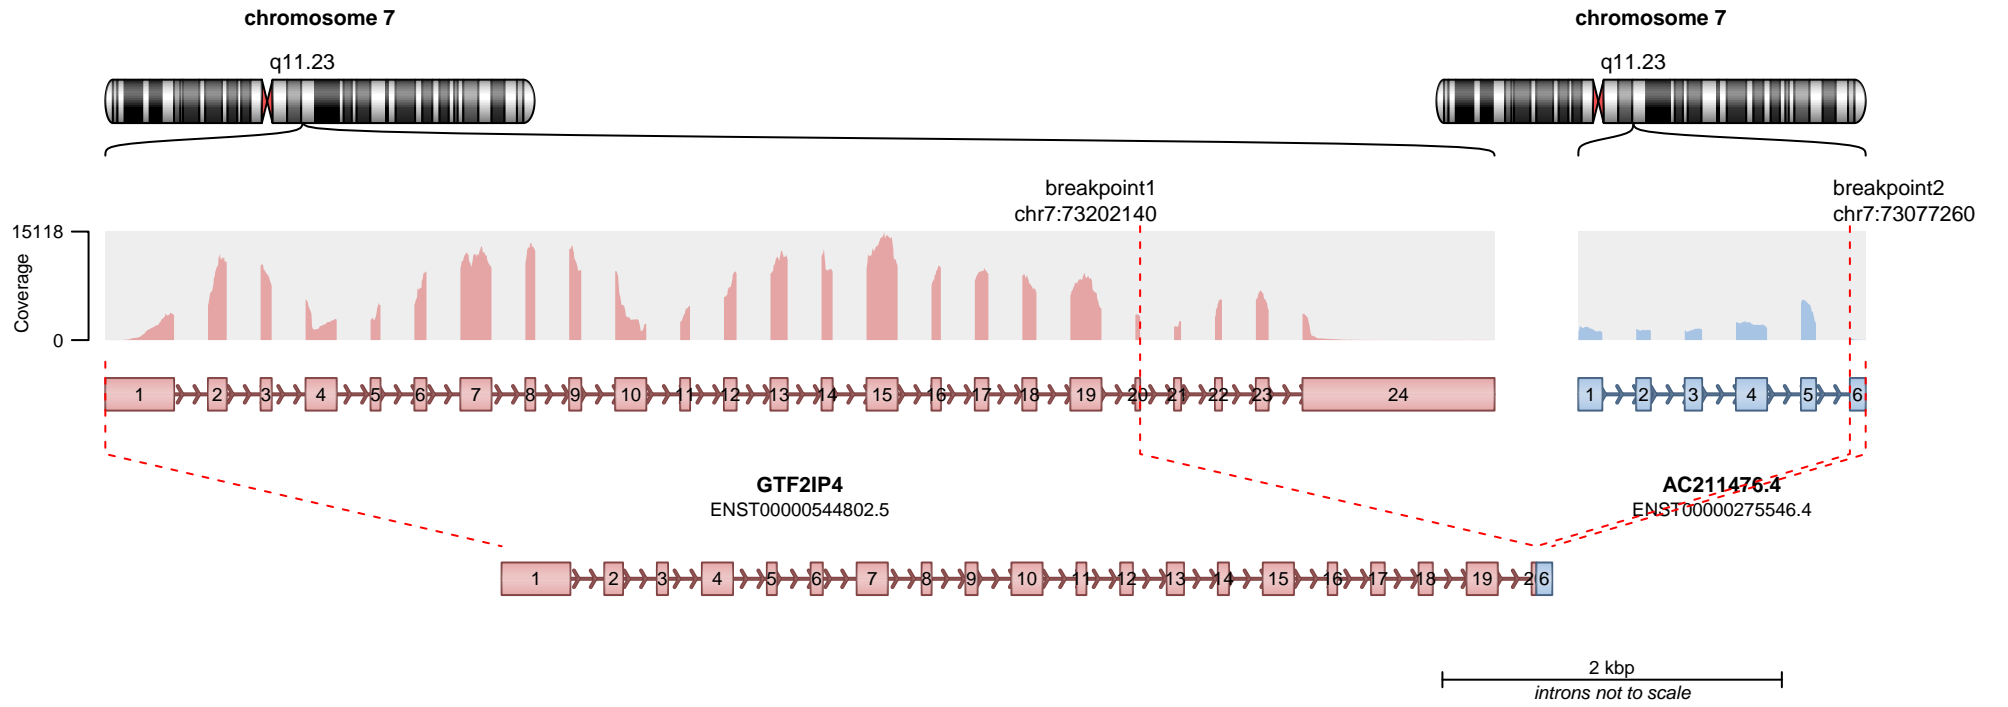 chromosome 7
chromosome 7
q11.23
q11.23
breakpoint1
chr7:73202140
breakpoint2
chr7:73077260
15118
Coverage
0
1 2 3 4 5 6 7 8 9 10 11 12 13 14 15 16 17 18 19 20 21 22 23 24
1 2 3 4 5 6
GTF2IP4
ENST00000544802.5
AC211476.4
ENST00000275546.4
1 2 3 4 5 6 7 8 9 10 11 12 13 14 15 16 17 18 19 2 6
2 kbp
introns not to scale